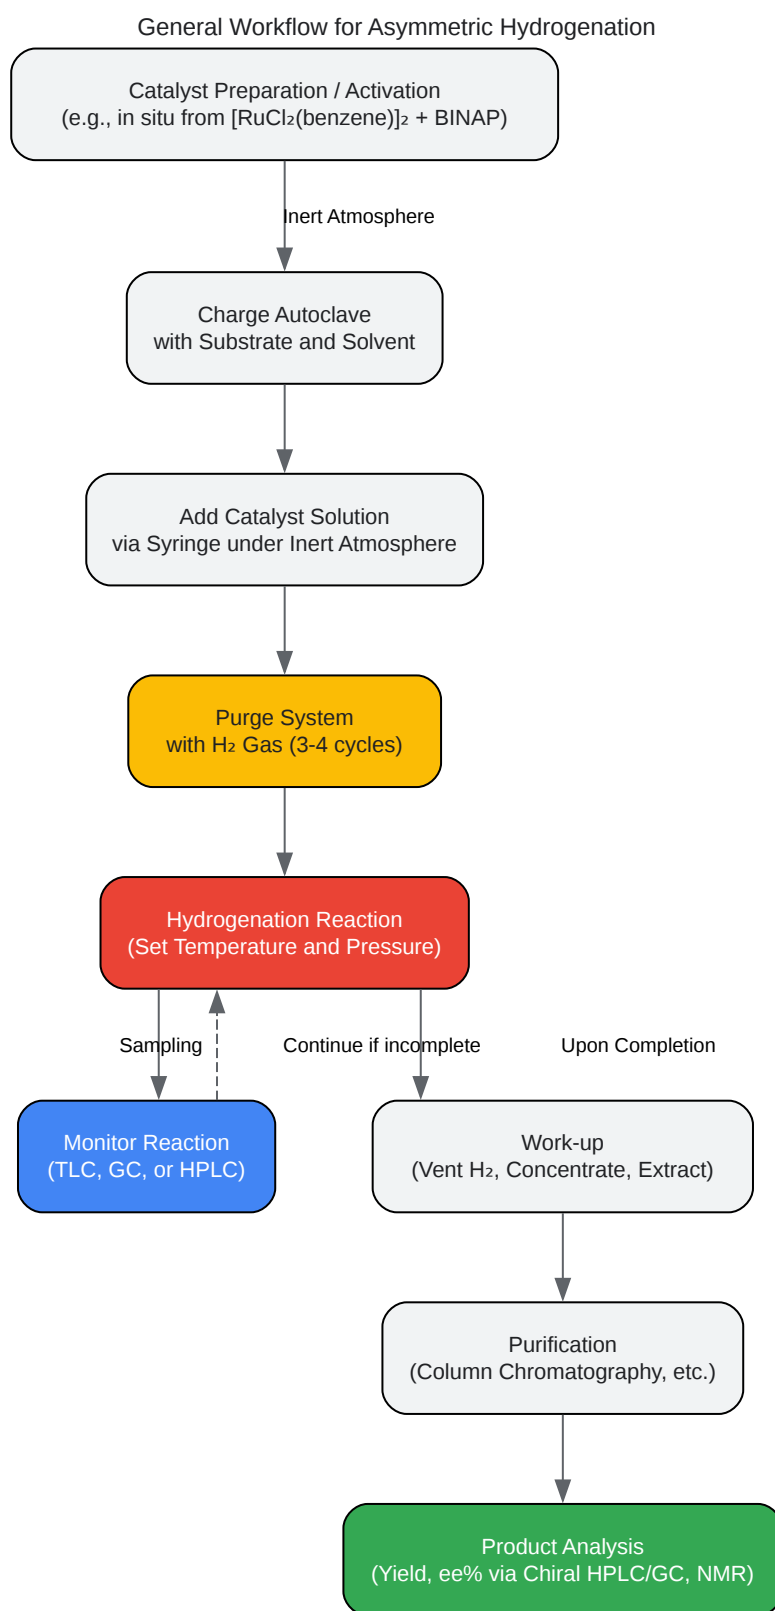 General Workflow for Asymmetric Hydrogenation
Catalyst Preparation / Activation
(e.g., in situ from [RuCl₂(benzene)]₂ + BINAP)
Inert Atmosphere
Charge Autoclave
with Substrate and Solvent
Add Catalyst Solution
via Syringe under Inert Atmosphere
Purge System
with H₂ Gas (3-4 cycles)
Hydrogenation Reaction
(Set Temperature and Pressure)
Sampling
Continue if incomplete
Upon Completion
Monitor Reaction
(TLC, GC, or HPLC)
Work-up
(Vent H₂, Concentrate, Extract)
Purification
(Column Chromatography, etc.)
Product Analysis
(Yield, ee% via Chiral HPLC/GC, NMR)